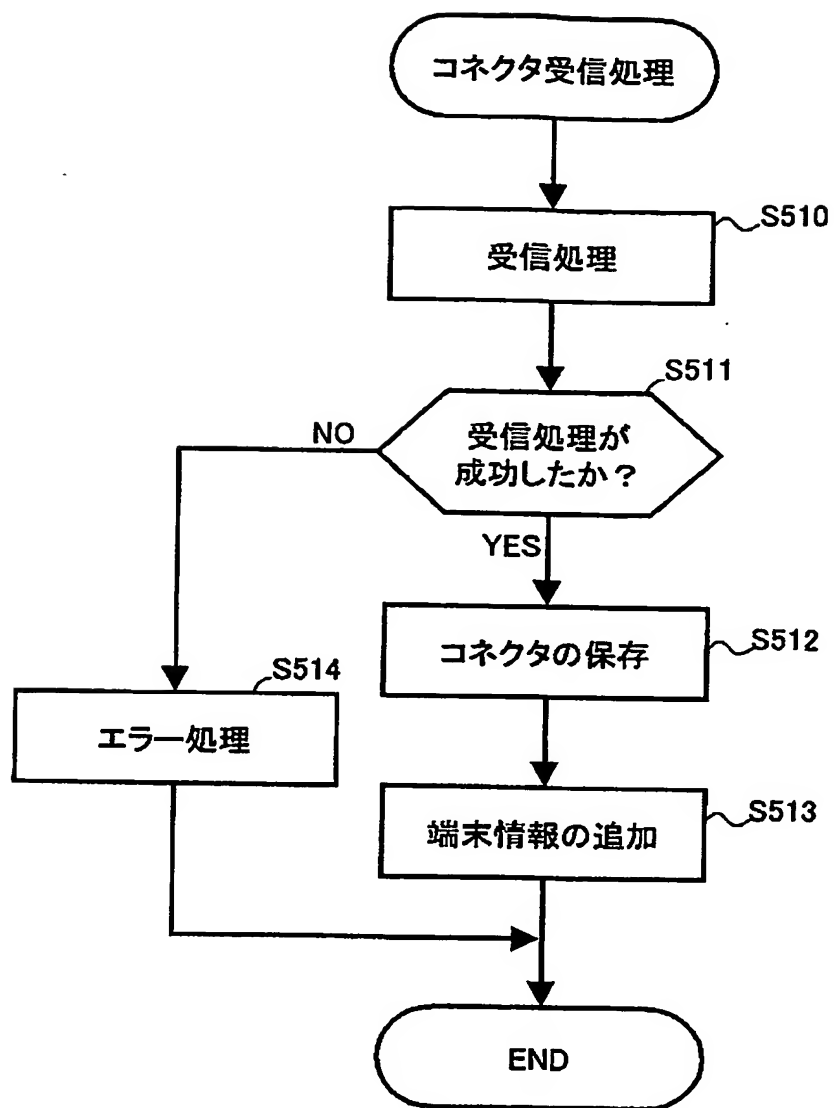 コネクタ受信処理
S510
受信処理
S511
NO
受信処理が
成功したか？
YES
S512
コネクタの保存
S514
エラー処理
S513
端末情報の追加
END